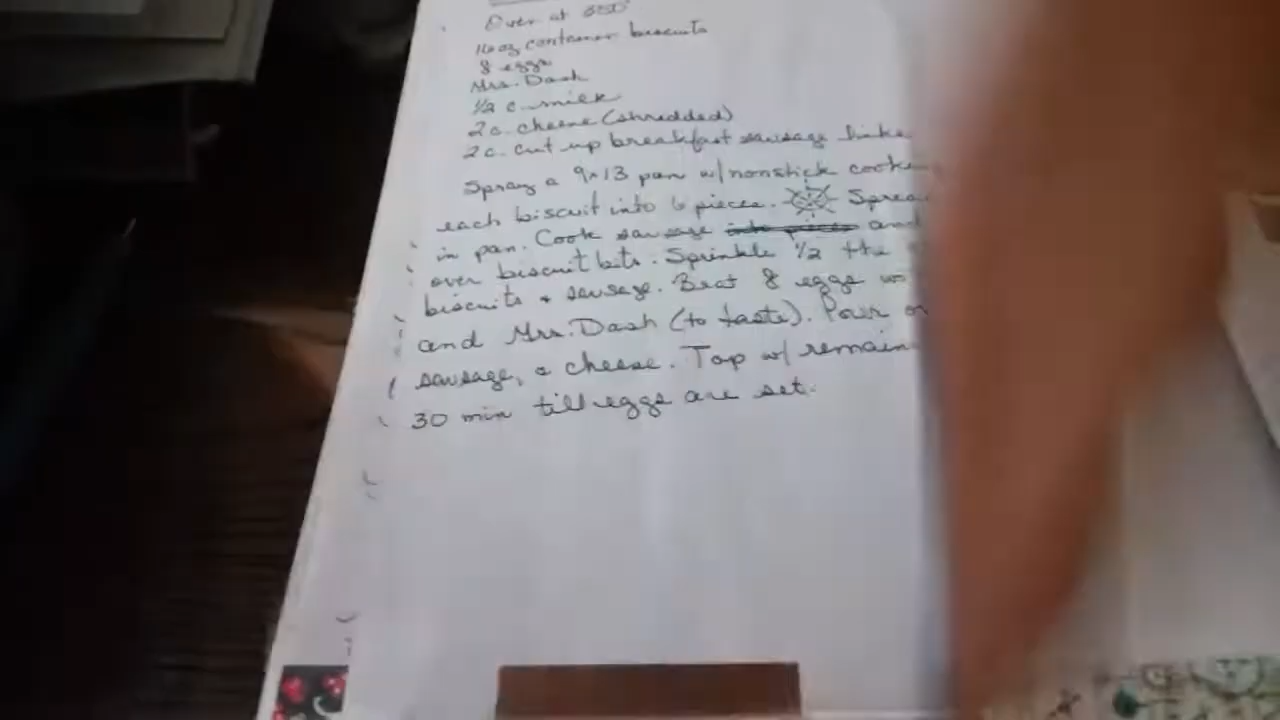 Oven at 350°
16 oz container biscuits
8 eggs
Mrs. Dash
1/2 c. milk
2 c. cheese (shredded)
2 c. cut up breakfast sausage links
Spray a 9x13 pan w/nonstick
each biscuit into 6 pieces.
in pan. Cook sausage and
over biscuit bits. Sprinkle 1/2 the
biscuits + sausage. Beat 8 eggs
and Mrs. Dash (to taste). Pour
sausage, & cheese. Top w/
30 min till eggs are set.